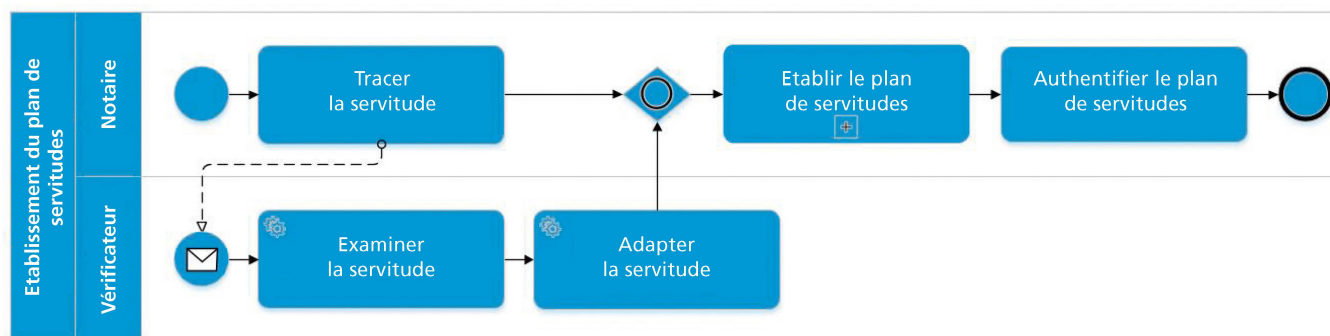 Etablissement du plan de
servitudes
Notaire
Tracer
la servitude
Etablir le plan
de servitudes
Authentifier le plan
de servitudes
Vérificateur
Examiner
la servitude
Adapter
la servitude